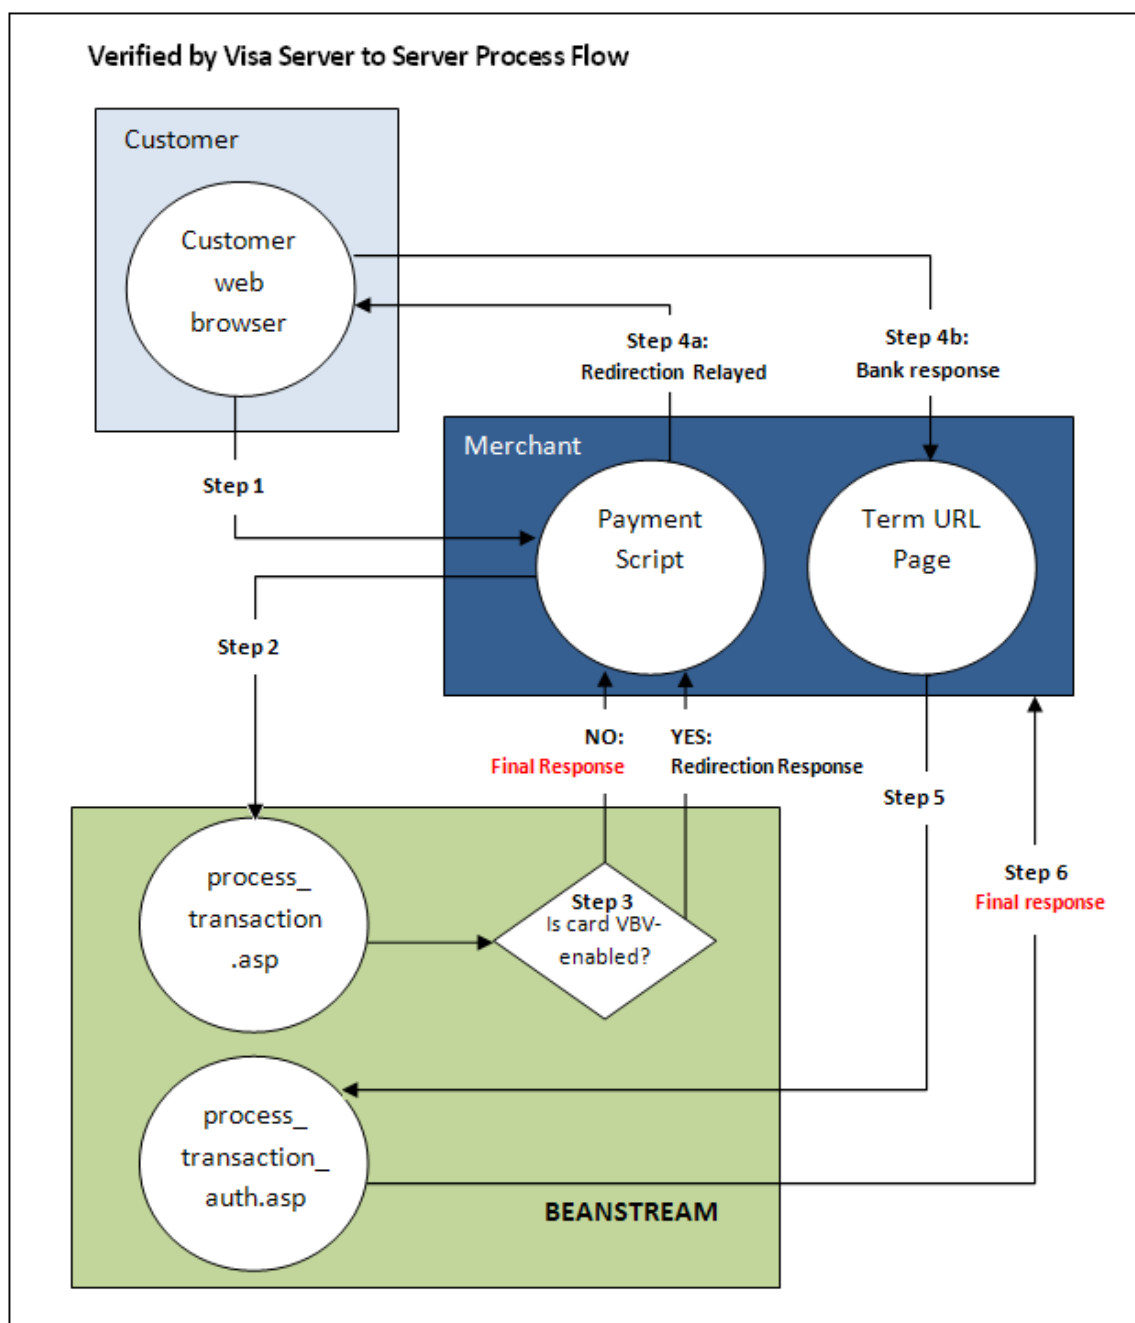 Verified by Visa Server to Server Process Flow
Customer
Customer
web
browser
Step 4a:
Redirection Relayed
Step 4b:
Bank response
Merchant
Step 1
Payment
Script
Term URL
Page
Step 2
NO:
Final Response
YES:
Redirection Response
Step 5
process_
transaction
.asp
Step 3
Is card VBV-
enabled?
Step 6
Final response
process_
transaction_
auth.asp
BEANSTREAM